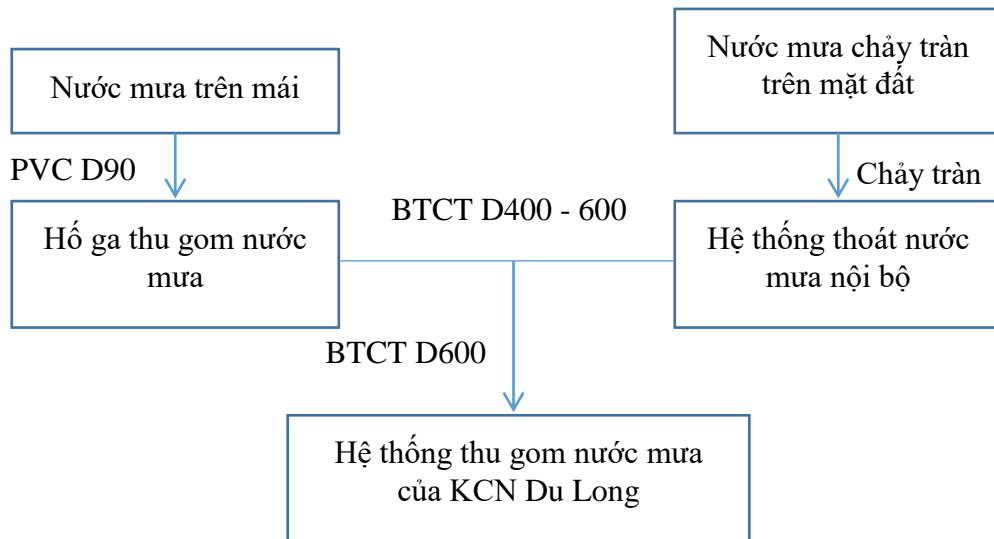 Nước mưa trên mái
Nước mưa chảy tràn
trên mặt đất
PVC D90
Chảy tràn
Hố ga thu gom nước
mưa
BTCT D400 - 600
Hệ thống thoát nước
mưa nội bộ
BTCT D600
Hệ thống thu gom nước mưa
của KCN Du Long